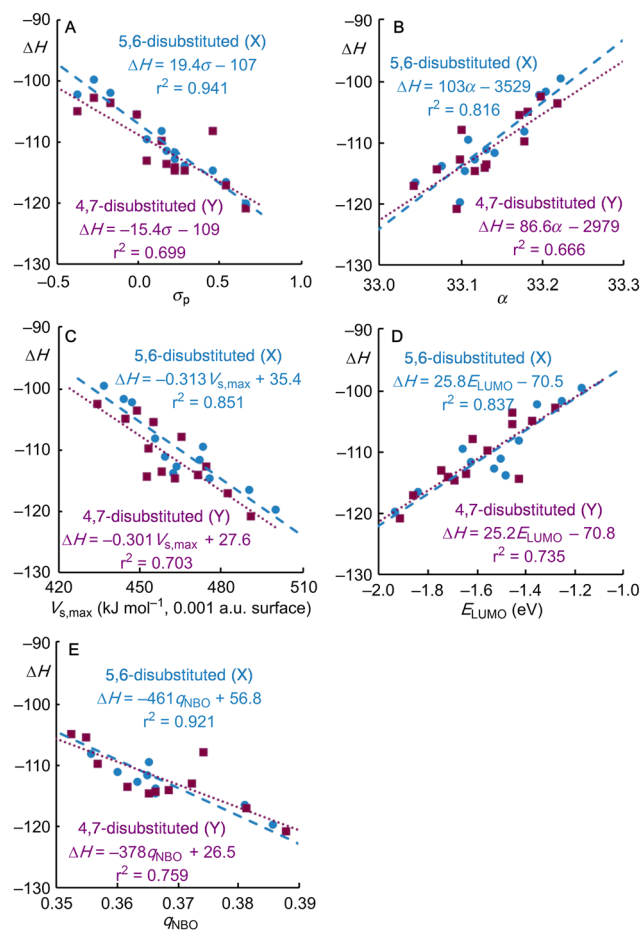 A
ΔH
–90
–100
–110
–120
–130
5,6-disubstituted (X)
ΔH = 19.4σ – 107
r² = 0.941
4,7-disubstituted (Y)
ΔH = –15.4σ – 109
r² = 0.699
–0.5
0.0
0.5
1.0
σp
B
ΔH
–90
–100
–110
–120
–130
5,6-disubstituted (X)
ΔH = 103α – 3529
r² = 0.816
4,7-disubstituted (Y)
ΔH = 86.6α – 2979
r² = 0.666
33.0
33.1
33.2
33.3
α
C
ΔH
–90
–100
–110
–120
–130
5,6-disubstituted (X)
ΔH = –0.313Vs,max + 35.4
r² = 0.851
4,7-disubstituted (Y)
ΔH = –0.301Vs,max + 27.6
r² = 0.703
420
450
480
510
Vs,max (kJ mol⁻¹, 0.001 a.u. surface)
D
ΔH
–90
–100
–110
–120
–130
5,6-disubstituted (X)
ΔH = 25.8ELUMO – 70.5
r² = 0.837
4,7-disubstituted (Y)
ΔH = 25.2ELUMO – 70.8
r² = 0.735
–2.0
–1.8
–1.6
–1.4
–1.2
–1.0
ELUMO (eV)
E
ΔH
–90
–100
–110
–120
–130
5,6-disubstituted (X)
ΔH = –461qNBO + 56.8
r² = 0.921
4,7-disubstituted (Y)
ΔH = –378qNBO + 26.5
r² = 0.759
0.35
0.36
0.37
0.38
0.39
qNBO